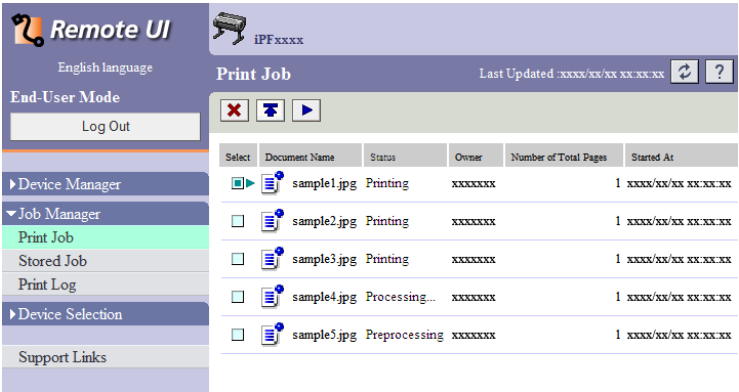 Remote UI
iPFxxxx
English language
Print Job
Last Updated :xxxx/xx/xx xx:xx:xx
?
End-User Mode
Log Out
Select Document Name Status Owner Number of Total Pages Started At
Device Manager
sample1.jpg Printing xxxxxxx 1 xxxx/xx/xx xx:xx:xx
Job Manager
Print Job
sample2.jpg Printing xxxxxxx 1 xxxx/xx/xx xx:xx:xx
Stored Job
sample3.jpg Printing xxxxxxx 1 xxxx/xx/xx xx:xx:xx
Print Log
sample4.jpg Processing... xxxxxxx 1 xxxx/xx/xx xx:xx:xx
Device Selection
sample5.jpg Preprocessing xxxxxxx 1 xxxx/xx/xx xx:xx:xx
Support Links